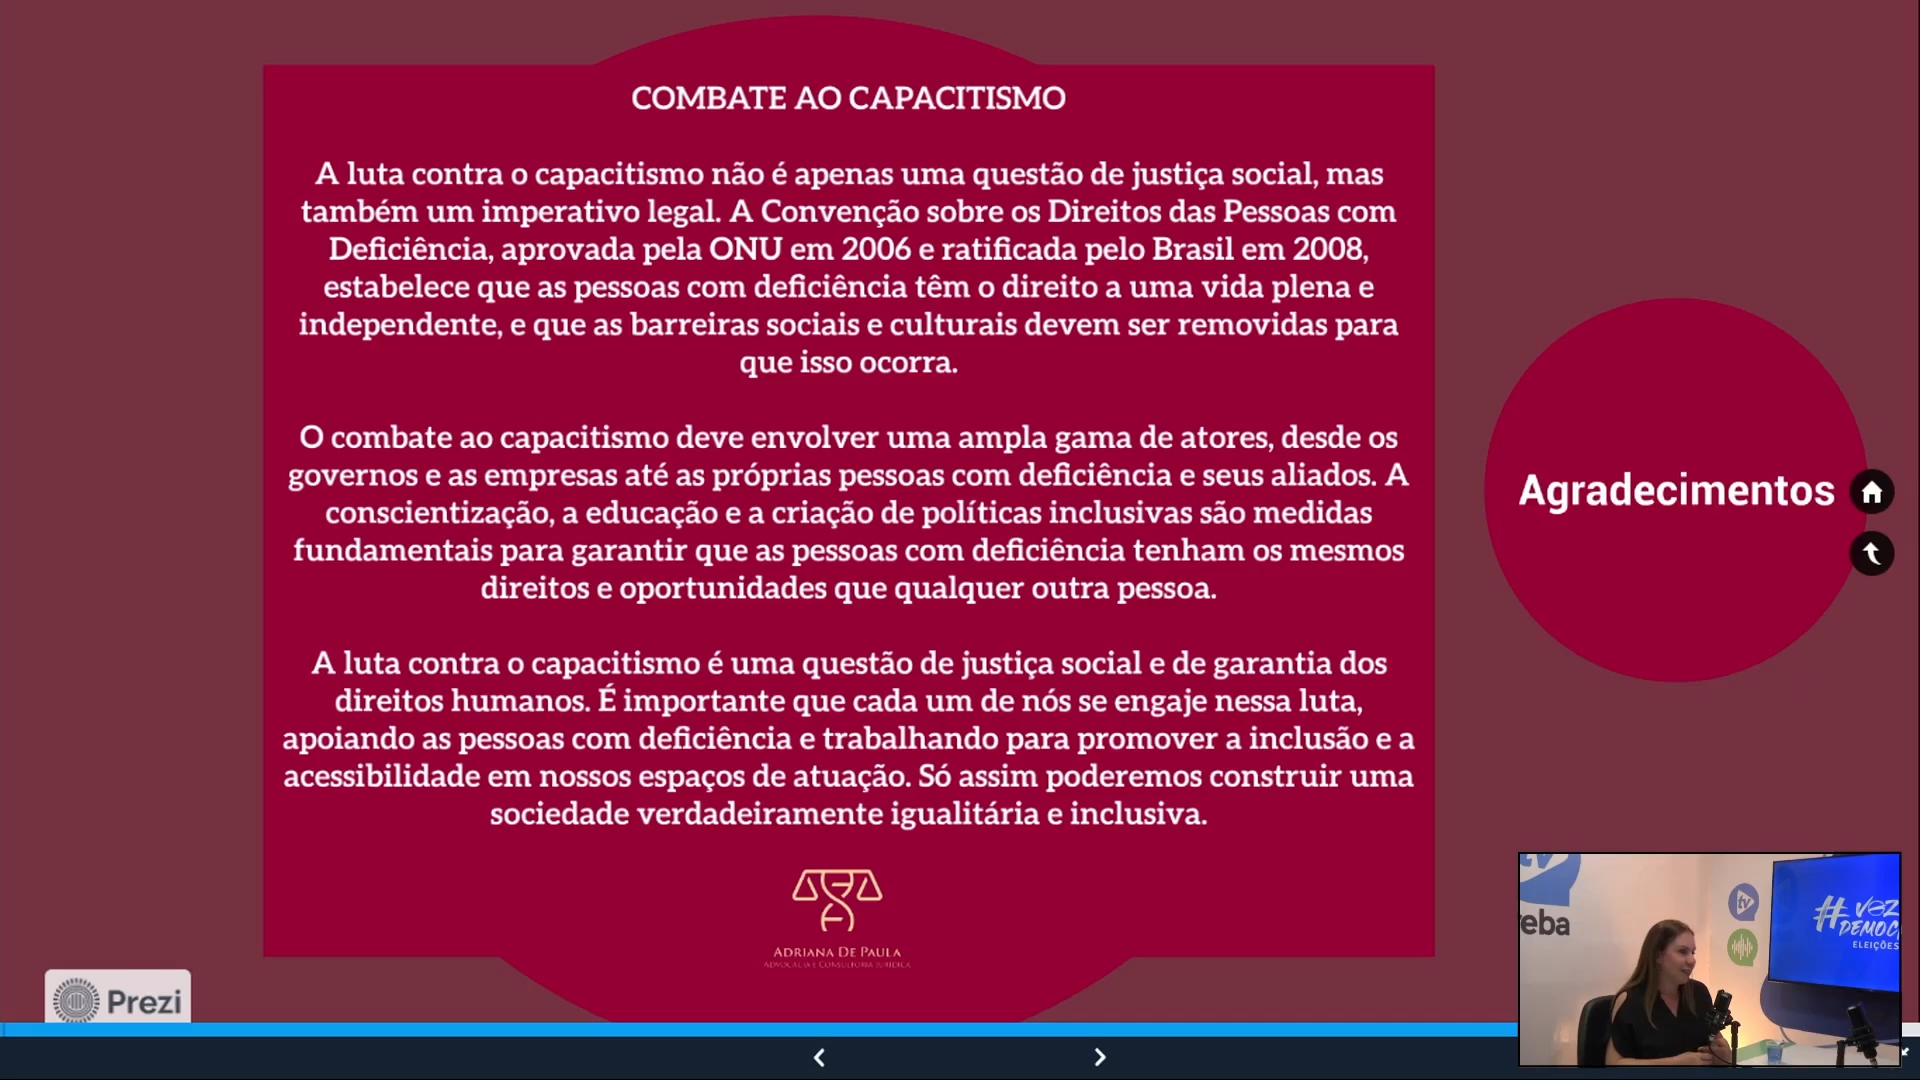 COMBATE AO CAPACITISMO
A luta contra o capacitismo não é apenas uma questão de justiça social, mas
também um imperativo legal. A Convenção sobre os Direitos das Pessoas com
Deficiência, aprovada pela ONU em 2006 e ratificada pelo Brasil em 2008,
estabelece que as pessoas com deficiência têm o direito a uma vida plena e
independente, e que as barreiras sociais e culturais devem ser removidas para
que isso ocorra.
O combate ao capacitismo deve envolver uma ampla gama de atores, desde os
governos e as empresas até as próprias pessoas com deficiência e seus aliados. A
conscientização, a educação e a criação de políticas inclusivas são medidas
fundamentais para garantir que as pessoas com deficiência tenham os mesmos
direitos e oportunidades que qualquer outra pessoa.
A luta contra o capacitismo é uma questão de justiça social e de garantia dos
direitos humanos. É importante que cada um de nós se engaje nessa luta,
apoiando as pessoas com deficiência e trabalhando para promover a inclusão e a
acessibilidade em nossos espaços de atuação. Só assim poderemos construir uma
sociedade verdadeiramente igualitária e inclusiva.
ADRIANA DE PAULA
ADVOCACIA E CONSULTORIA JURÍDICA
Agradecimentos
Prezi
tv
eba
tv
#VOZ
DEMOC
ELEIÇÕES